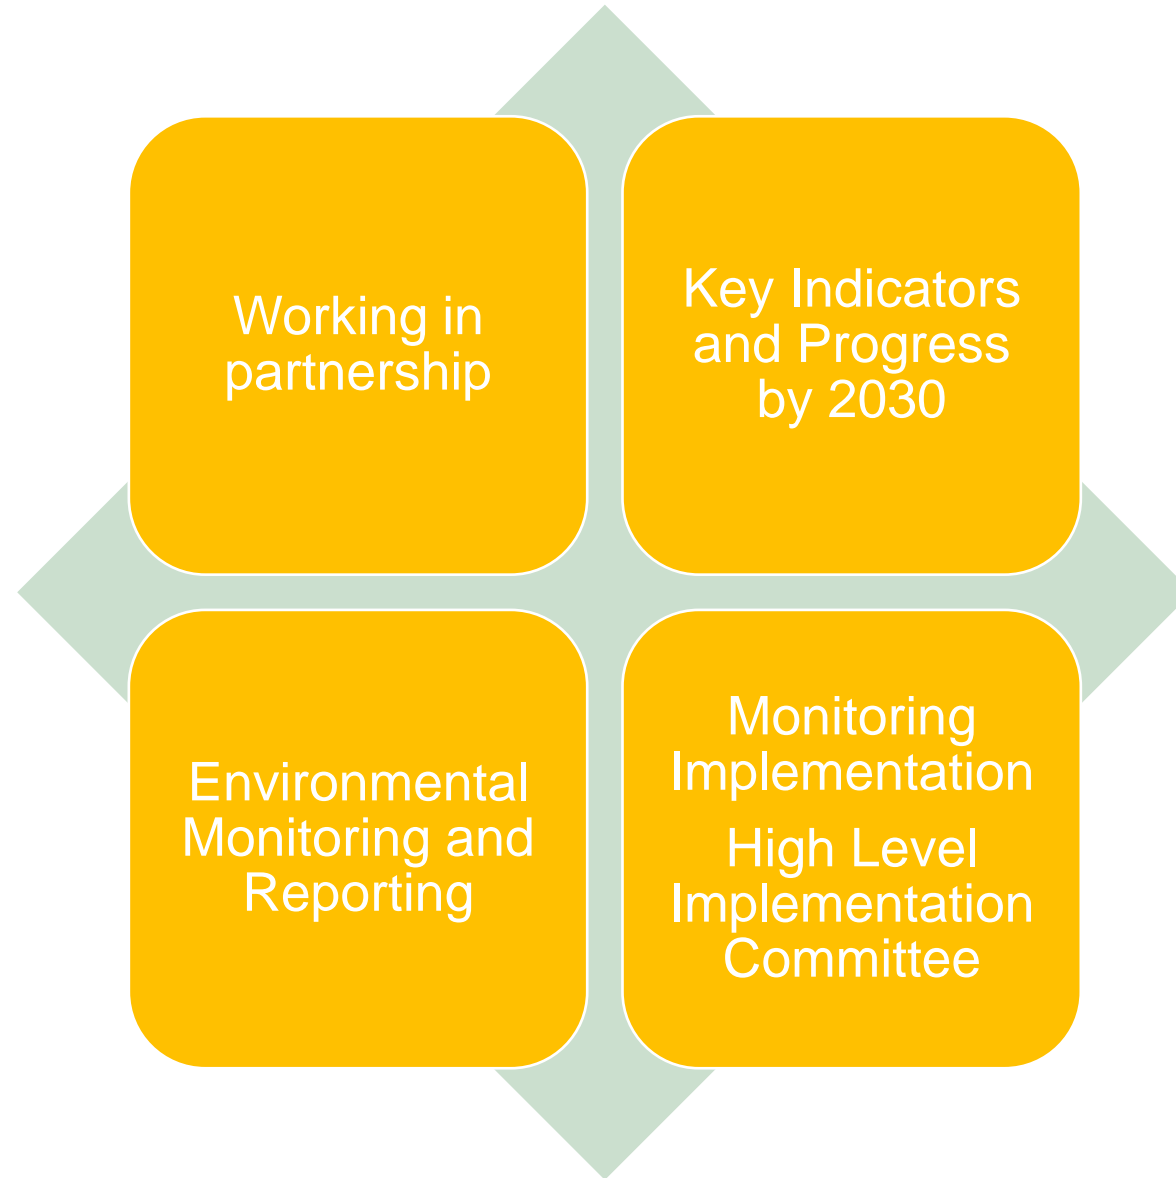 Working in
partnership
Key Indicators
and Progress
by 2030
Environmental
Monitoring and
Reporting
Monitoring
Implementation
High Level
Implementation
Committee